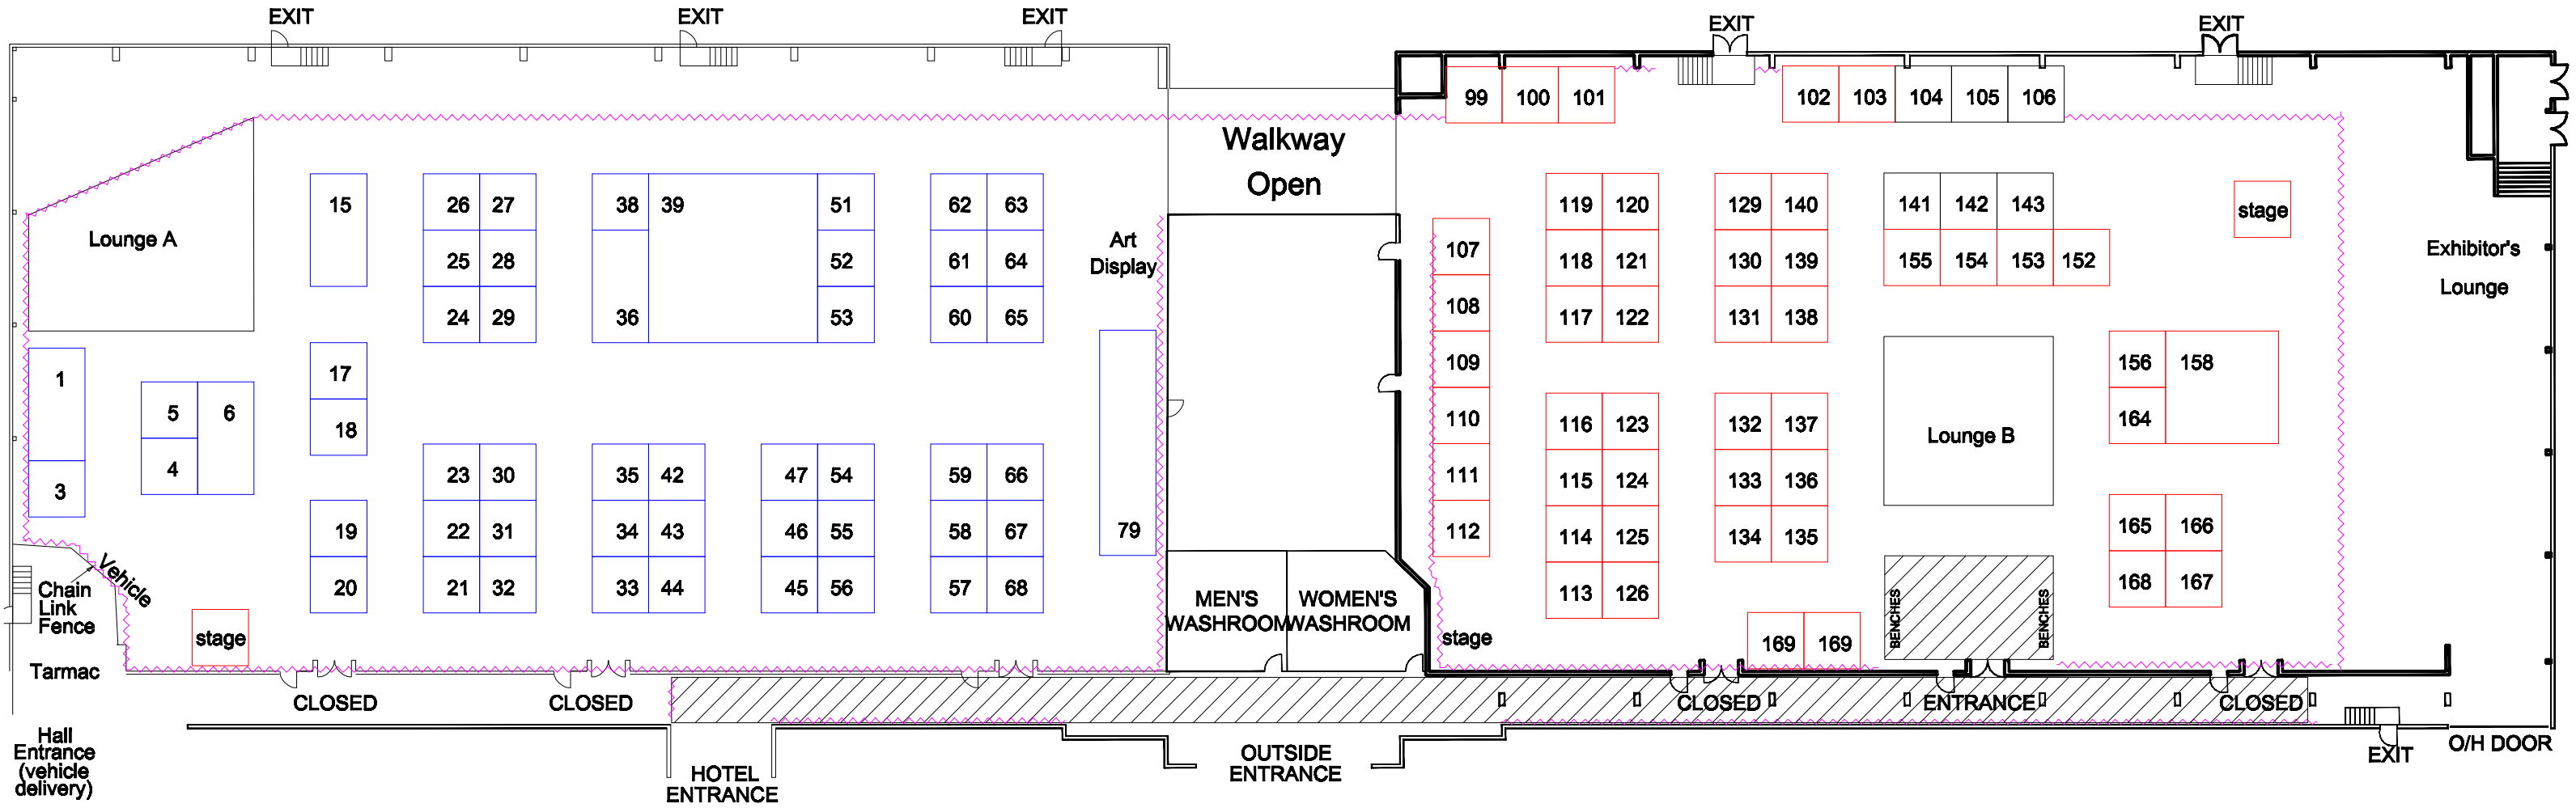 EXIT EXIT EXIT EXIT EXIT
99 100 101 102 103 104 105 106
Walkway
Open
15 26 27 38 39 51 62 63 119 120 129 140 141 142 143 stage
Lounge A
Art
Display
25 28 52 61 64 107 118 121 130 139 155 154 153 152
Exhibitor's
Lounge
24 29 36 53 60 65 108 117 122 131 138
1 17 109 156 158
5 6 18 110 116 123 132 137 164
Lounge B
4 23 30 35 42 47 54 59 66 111 115 124 133 136
3 19 22 31 34 43 46 55 58 67 79 112 114 125 134 135 165 166
Vehicle
Chain
Link
Fence
20 21 32 33 44 45 56 57 68 113 126 168 167
MEN'S
WASHROOM
WOMEN'S
WASHROOM
BENCHES
BENCHES
stage stage 169 169
Tarmac
CLOSED CLOSED CLOSED ENTRANCE CLOSED
Hall
Entrance
(vehicle
delivery)
HOTEL
ENTRANCE
OUTSIDE
ENTRANCE
EXIT O/H DOOR